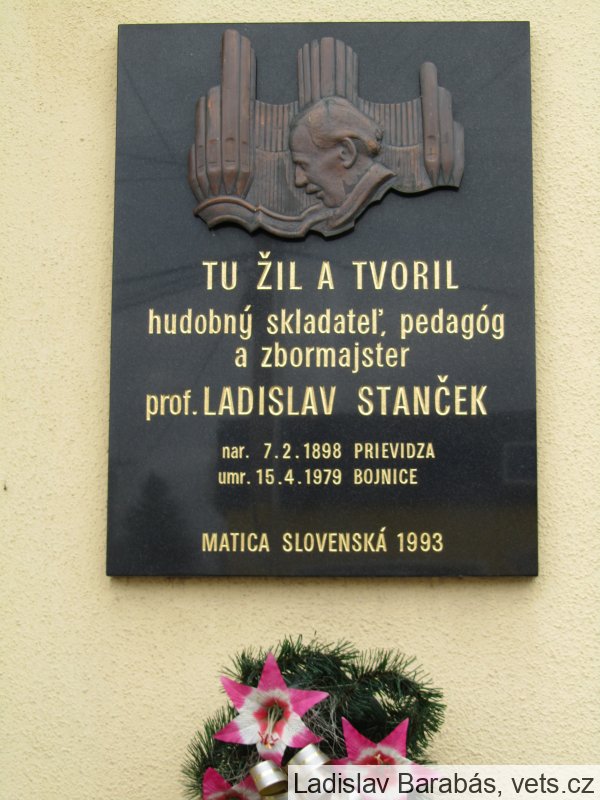 TU ŽIL A TVORIL
hudobný skladateľ, pedagóg
a zbormajster
prof. LADISLAV STANČEK
nar. 7.2.1898 PRIEVIDZA
umr. 15.4.1979 BOJNICE
MATICA SLOVENSKÁ 1993
Ladislav Barabás, vets.cz